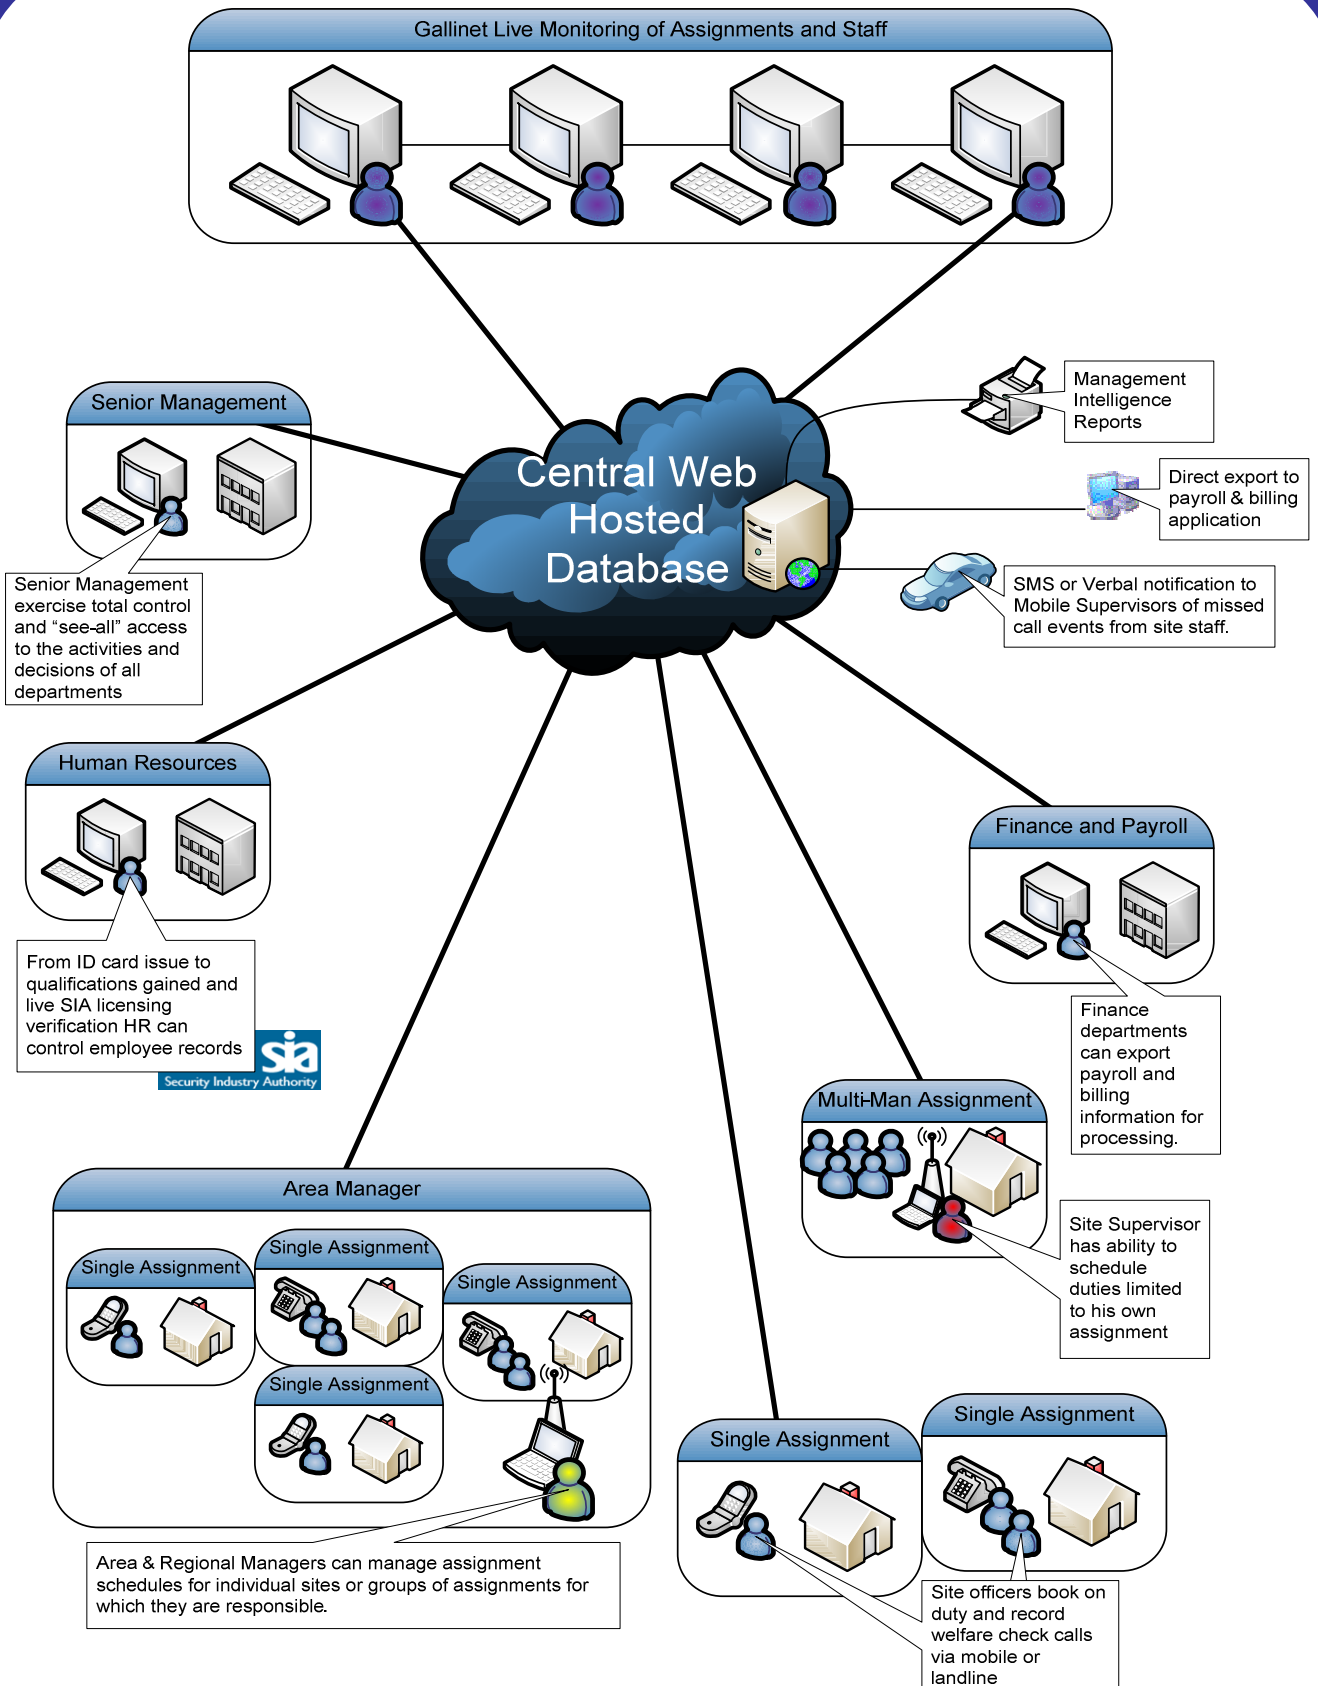 Gallinet Live Monitoring of Assignments and Staff
Senior Management
Central Web
Hosted
Database
Management
Intelligence
Reports
Direct export to
payroll & billing
application
SMS or Verbal notification to
Mobile Supervisors of missed
call events from site staff.
Senior Management
exercise total control
and “see-all” access
to the activities and
decisions of all
departments
Human Resources
From ID card issue to
qualifications gained and
live SIA licensing
verification HR can
control employee records
sia
Security Industry Authority
Finance and Payroll
Finance
departments
can export
payroll and
billing
information for
processing.
Multi-Man Assignment
Site Supervisor
has ability to
schedule
duties limited
to his own
assignment
Area Manager
Single Assignment
Single Assignment
Single Assignment
Single Assignment
Area & Regional Managers can manage assignment
schedules for individual sites or groups of assignments for
which they are responsible.
Single Assignment
Single Assignment
Site officers book on
duty and record
welfare check calls
via mobile or
landline